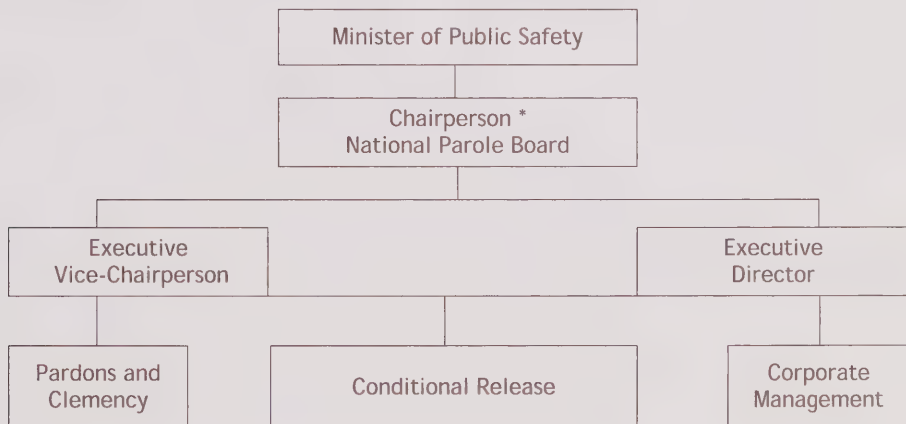 Minister of Public Safety
Chairperson *
National Parole Board
Executive
Vice-Chairperson
Executive
Director
Pardons and
Clemency
Conditional Release
Corporate
Management